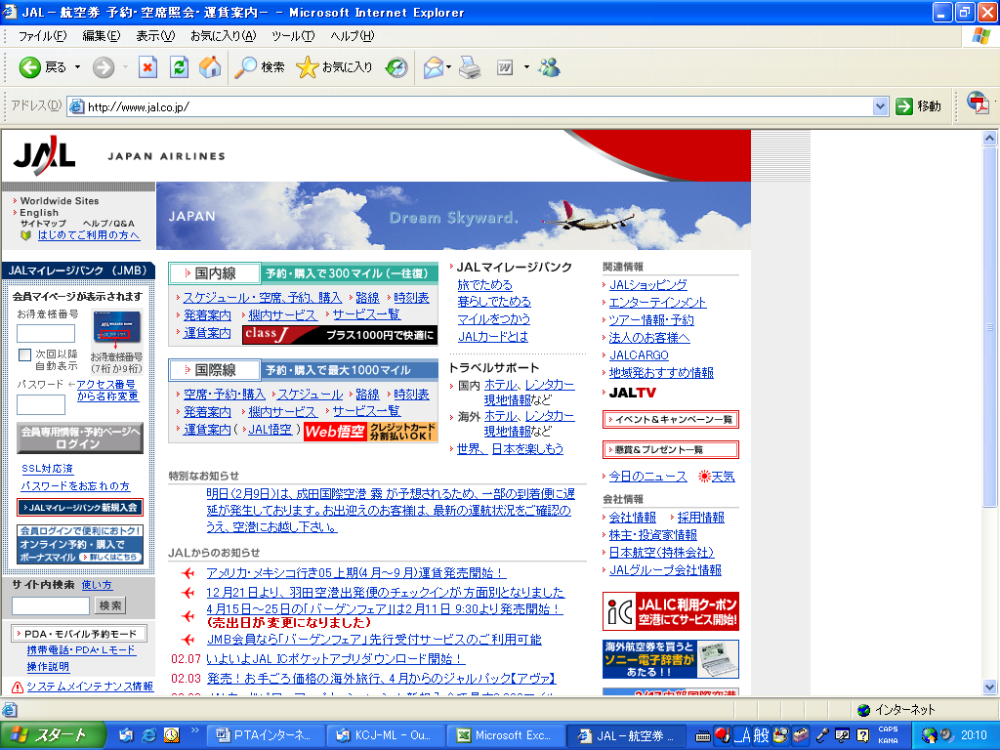 JAL－航空券 予約・空席照会・運賃案内－ - Microsoft Internet Explorer
ファイル(F) 編集(E) 表示(V) お気に入り(A) ツール(T) ヘルプ(H)
戻る 検索 お気に入り
アドレス(D) http://www.jal.co.jp/ 移動
JAL JAPAN AIRLINES
Worldwide Sites
English
サイトマップ ヘルプ/Q&A
はじめてご利用の方へ
JAPAN Dream Skyward.
JALマイレージバンク (JMB)
会員マイページが表示されます
お得意様番号
次回以降
自動表示
お得意様番号
(7桁か9桁)
パスワード ←アクセス番号
から名称変更
会員専用情報・予約ページへ
ログイン
SSL対応済
パスワードをお忘れの方
JALマイレージバンク新規入会
会員ログインで便利におトク!
オンライン予約・購入で
ボーナスマイル 詳しくはこちら
サイト内検索 使い方
検索
PDA・モバイル予約モード
携帯電話・PDA・Lモード
操作説明
システムメインテナンス情報
国内線 予約・購入で300マイル(一往復)
スケジュール・空席、予約、購入 路線 時刻表
発着案内 機内サービス サービス一覧
運賃案内 class J プラス1000円で快適に
国際線 予約・購入で最大1000マイル
空席・予約・購入 スケジュール 路線 時刻表
発着案内 機内サービス サービス一覧
運賃案内( JAL悟空 ) Web悟空 クレジットカード
分割払いOK!
JALマイレージバンク
旅でためる
暮らしでためる
マイルをつかう
JALカードとは
トラベルサポート
国内 ホテル、レンタカー
現地情報など
海外 ホテル、レンタカー
現地情報など
世界、日本を楽しもう
特別なお知らせ
明日(2月9日)は、成田国際空港 霧 が予想されるため、一部の到着便に遅
延が発生しております。お出迎えのお客様は、最新の運航状況をご確認の
うえ、空港にお越し下さい。
JALからのお知らせ
アメリカ・メキシコ行き05上期(4月～9月)運賃発売開始!
12月21日より、羽田空港出発便のチェックインが方面別となりました
4月15日～25日の「バーゲンフェア」は2月11日 9:30より発売開始!
(売出日が変更になりました)
JMB会員なら「バーゲンフェア」先行受付サービスのご利用可能
02.07 いよいよJAL ICポケットアプリダウンロード開始!
02.03 発売!お手ごろ価格の海外旅行、4月からのジャルパック【アヴァ】
関連情報
JALショッピング
エンターテインメント
ツアー情報・予約
法人のお客様へ
JALCARGO
地域発おすすめ情報
JALTV
イベント&キャンペーン一覧
懸賞&プレゼント一覧
今日のニュース 天気
会社情報
会社情報 採用情報
株主・投資家情報
日本航空(持株会社)
JALグループ会社情報
iC JAL IC利用クーポン
空港にてサービス開始!
海外航空券を買うと
ソニー電子辞書が
あたる!!
インターネット
スタート PTAインターネ... KCJ-ML - Ou... Microsoft Exc... JAL－航空券 ... A 般 CAPS KANA 20:10